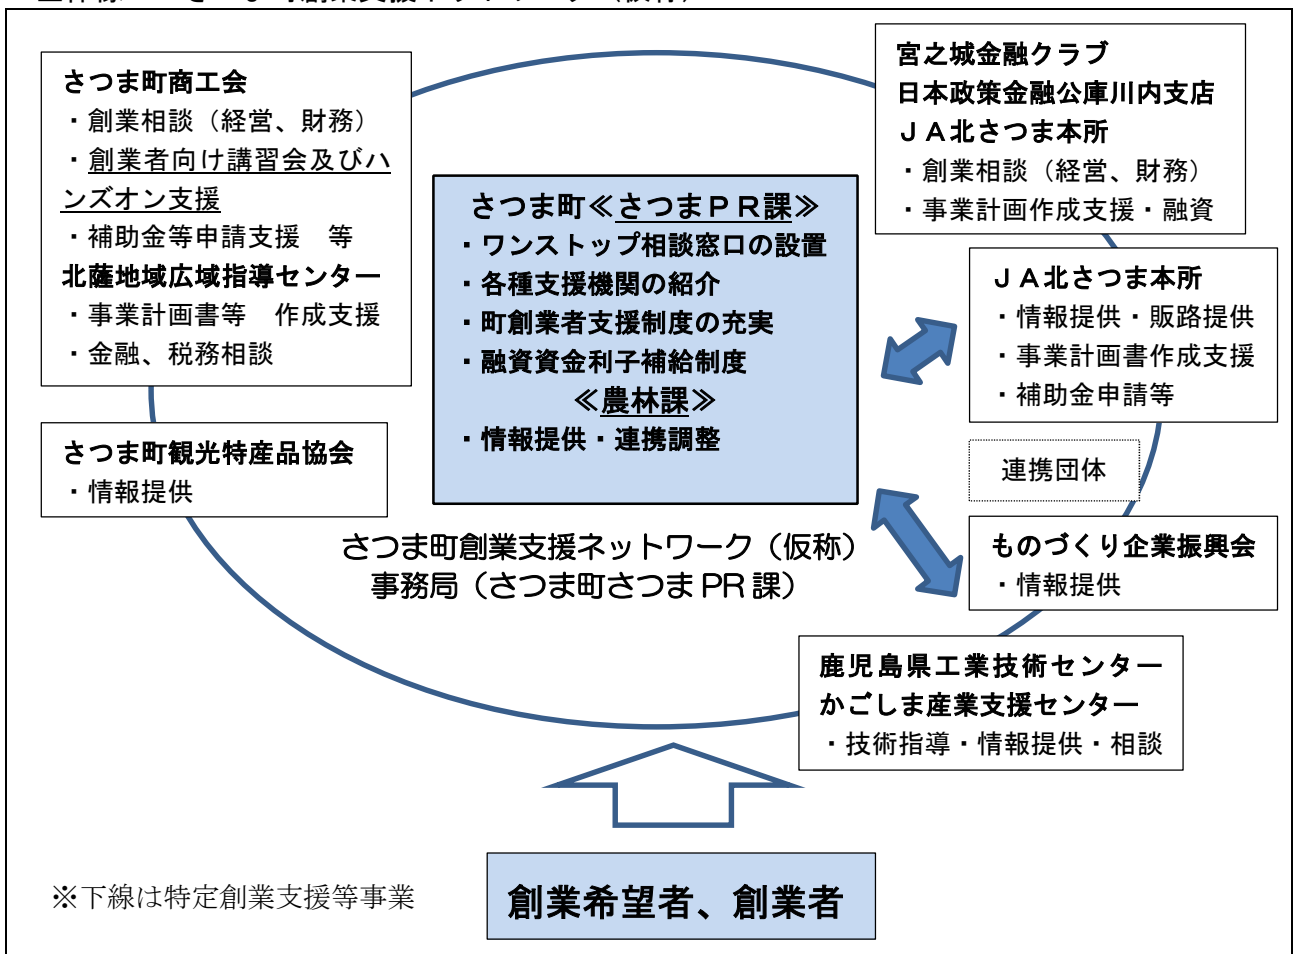 さつま町商工会
・創業相談（経営、財務）
・創業者向け講習会及びハ
ンズオン支援
・補助金等申請支援　等
北薩地域広域指導センター
・事業計画書等　作成支援
・金融、税務相談
さつま町観光特産品協会
・情報提供
さつま町≪さつまＰＲ課≫
・ワンストップ相談窓口の設置
・各種支援機関の紹介
・町創業者支援制度の充実
・融資資金利子補給制度
≪農林課≫
・情報提供・連携調整
さつま町創業支援ネットワーク（仮称）
事務局（さつま町さつまPR課）
宮之城金融クラブ
日本政策金融公庫川内支店
ＪＡ北さつま本所
・創業相談（経営、財務）
・事業計画作成支援・融資
ＪＡ北さつま本所
・情報提供・販路提供
・事業計画書作成支援
・補助金申請等
連携団体
ものづくり企業振興会
・情報提供
鹿児島県工業技術センター
かごしま産業支援センター
・技術指導・情報提供・相談
※下線は特定創業支援等事業
創業希望者、創業者